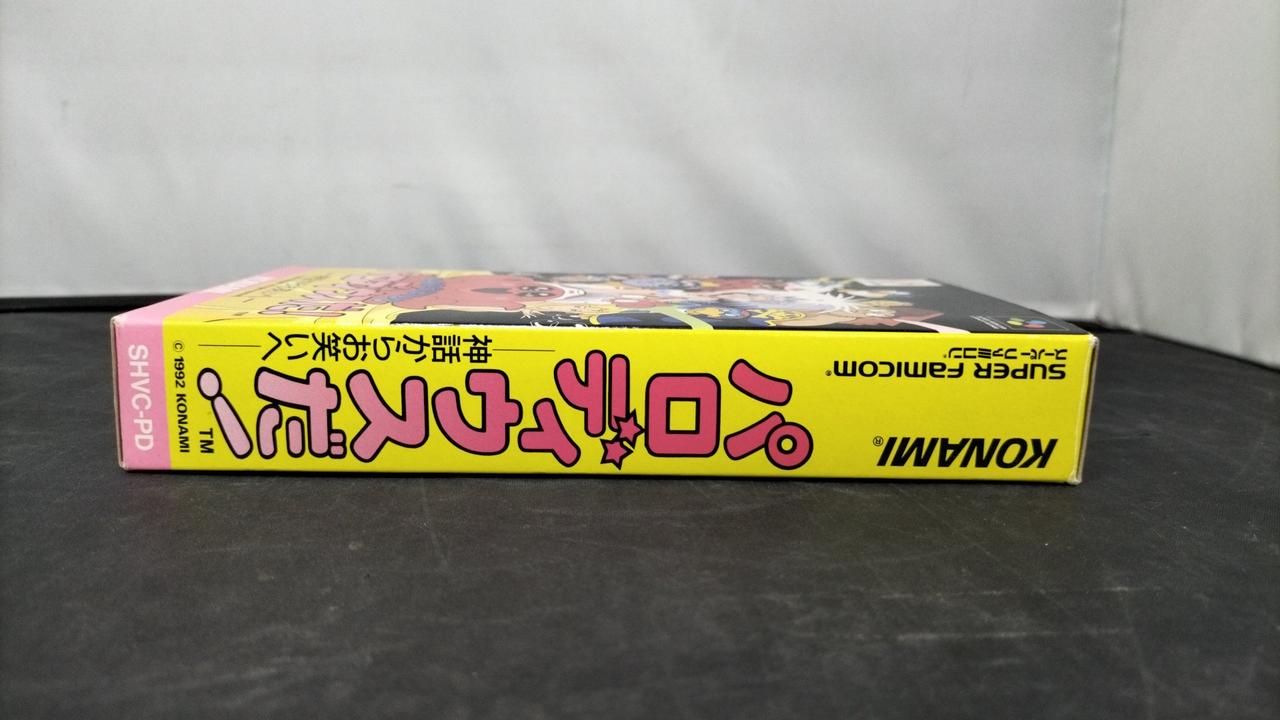 KONAMI®
SUPER FAMICOM®
スーパーファミコン®
パロディウスだ!
TM
神話からお笑いへ
© 1992 KONAMI
SHVC-PD